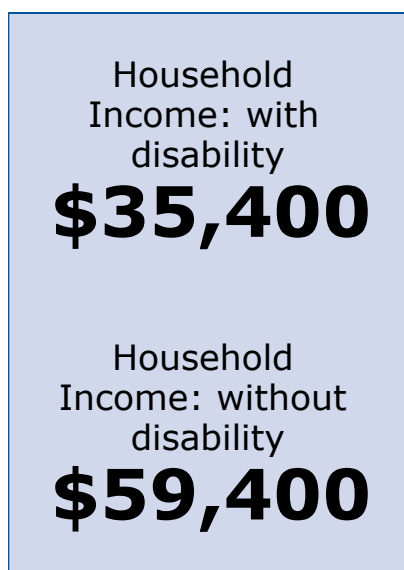 Household
Income: with
disability
$35,400
Household
Income: without
disability
$59,400